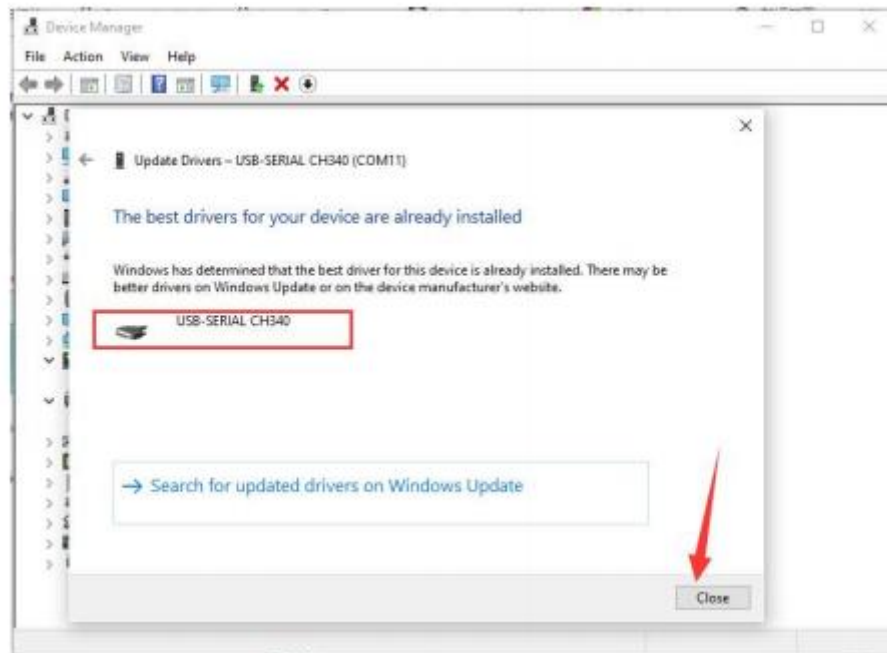 Device Manager
File Action View Help
Update Drivers – USB-SERIAL CH340 (COM11)
The best drivers for your device are already installed
Windows has determined that the best driver for this device is already installed. There may be
better drivers on Windows Update or on the device manufacturer's website.
USB-SERIAL CH340
Search for updated drivers on Windows Update
Close